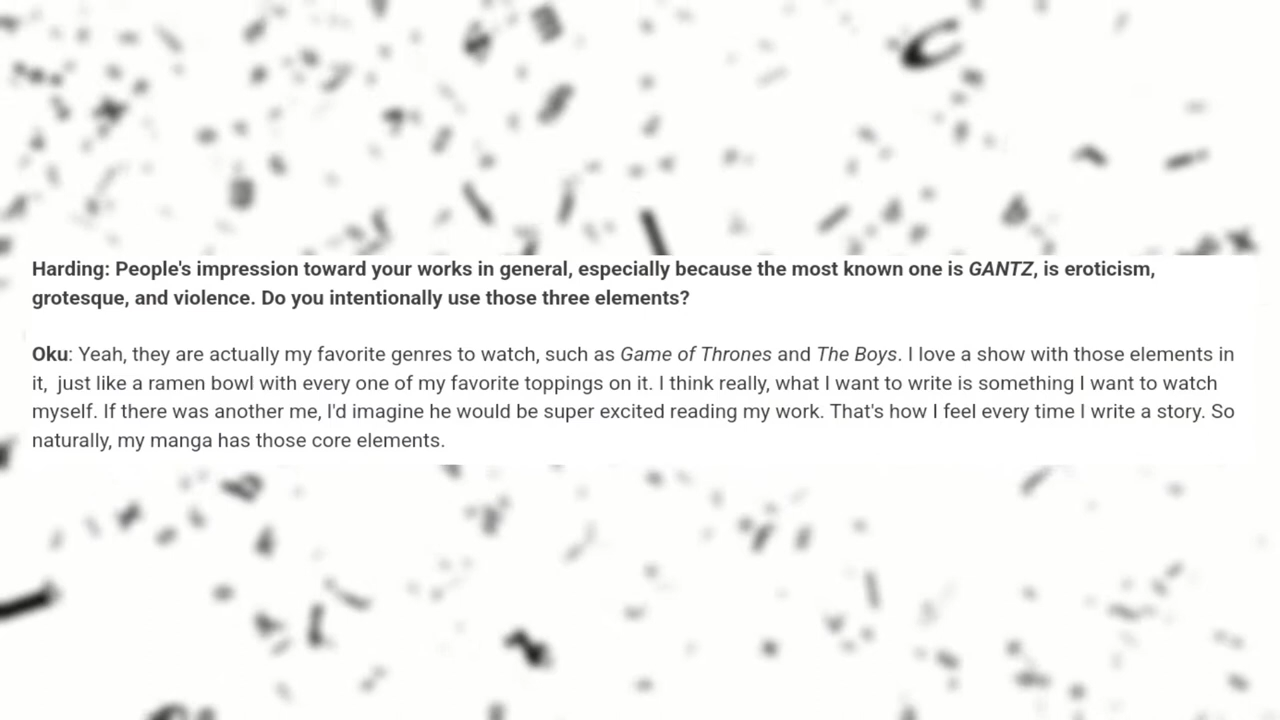 Harding: People's impression toward your works in general, especially because the most known one is GANTZ, is eroticism,
grotesque, and violence. Do you intentionally use those three elements?
Oku: Yeah, they are actually my favorite genres to watch, such as Game of Thrones and The Boys. I love a show with those elements in
it,  just like a ramen bowl with every one of my favorite toppings on it. I think really, what I want to write is something I want to watch
myself. If there was another me, I'd imagine he would be super excited reading my work. That's how I feel every time I write a story. So
naturally, my manga has those core elements.